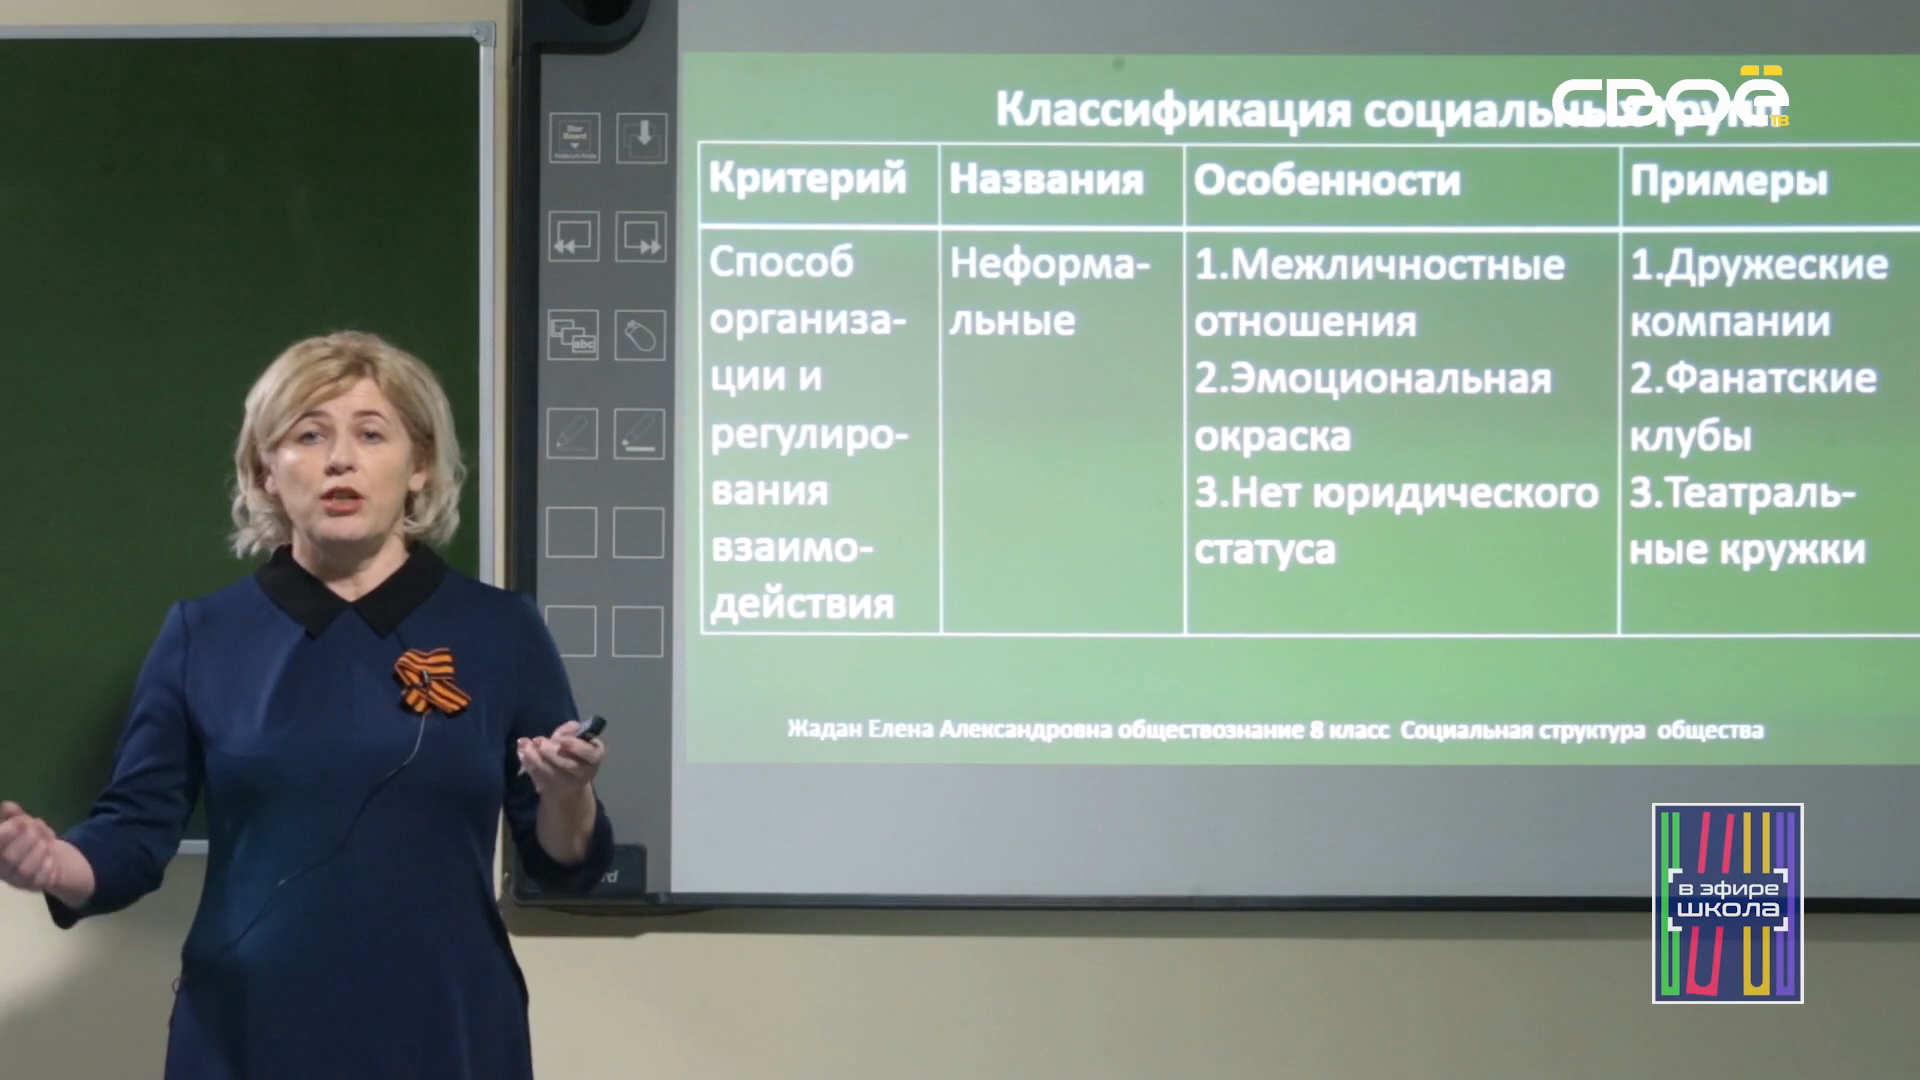 СВОЁ
ТВ
Классификация социальных групп
Критерий Названия Особенности Примеры
Способ
организа-
ции и
регулиро-
вания
взаимо-
действия
Неформа-
льные
1.Межличностные
отношения
2.Эмоциональная
окраска
3.Нет юридического
статуса
1.Дружеские
компании
2.Фанатские
клубы
3.Театраль-
ные кружки
Жадан Елена Александровна обществознание 8 класс Социальная структура общества
abc
В ЭФИРЕ
ШКОЛА